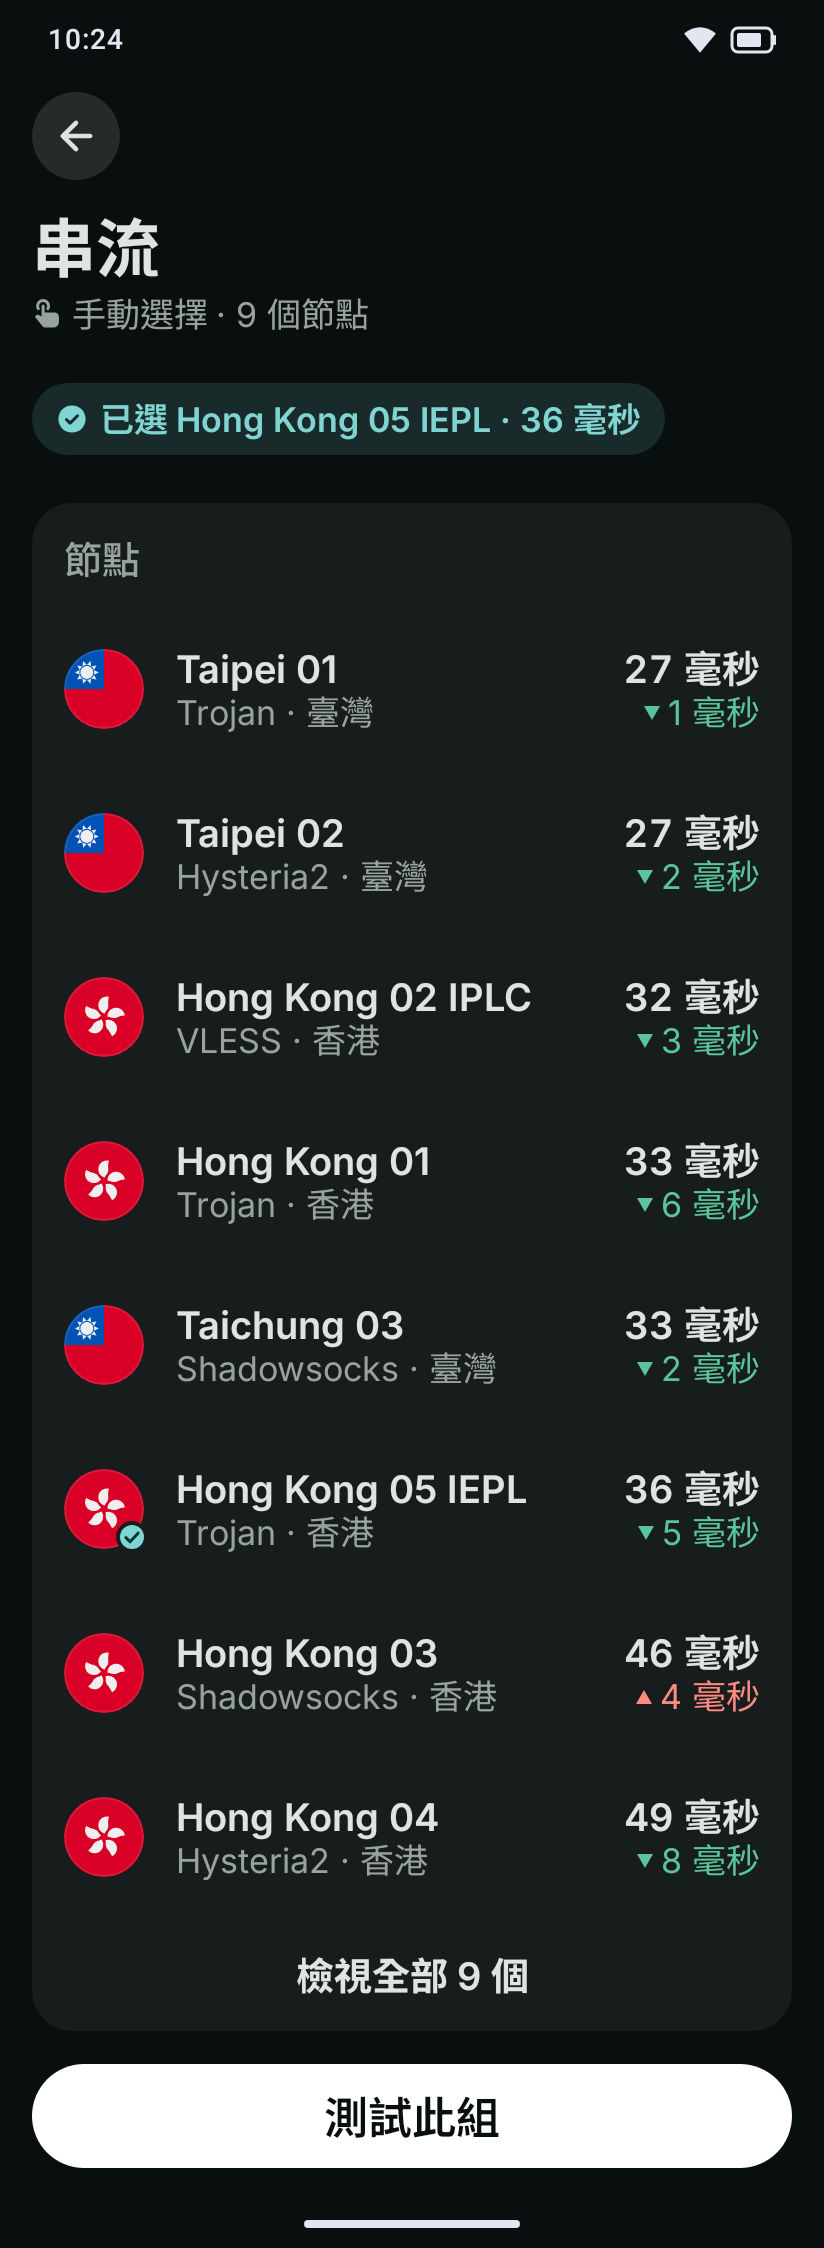 10:24
串流
手動選擇 · 9 個節點
已選 Hong Kong 05 IEPL · 36 毫秒
節點
Taipei 01
27 毫秒
Trojan · 臺灣
▼1 毫秒
Taipei 02
27 毫秒
Hysteria2 · 臺灣
▼2 毫秒
Hong Kong 02 IPLC
32 毫秒
VLESS · 香港
▼3 毫秒
Hong Kong 01
33 毫秒
Trojan · 香港
▼6 毫秒
Taichung 03
33 毫秒
Shadowsocks · 臺灣
▼2 毫秒
Hong Kong 05 IEPL
36 毫秒
Trojan · 香港
▼5 毫秒
Hong Kong 03
46 毫秒
Shadowsocks · 香港
▲4 毫秒
Hong Kong 04
49 毫秒
Hysteria2 · 香港
▼8 毫秒
檢視全部 9 個
測試此組